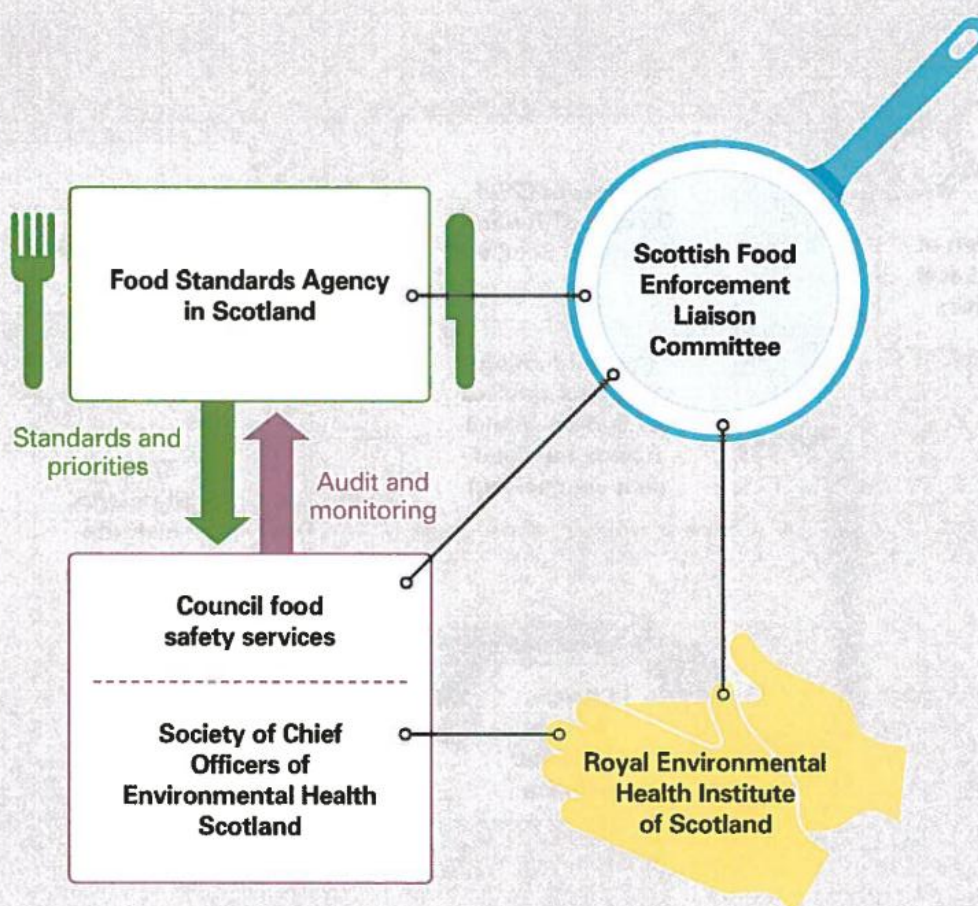 Food Standards Agency
in Scotland
Scottish Food
Enforcement
Liaison
Committee
Standards and
priorities
Audit and
monitoring
Council food
safety services
Society of Chief
Officers of
Environmental Health
Scotland
Royal Environmental
Health Institute
of Scotland